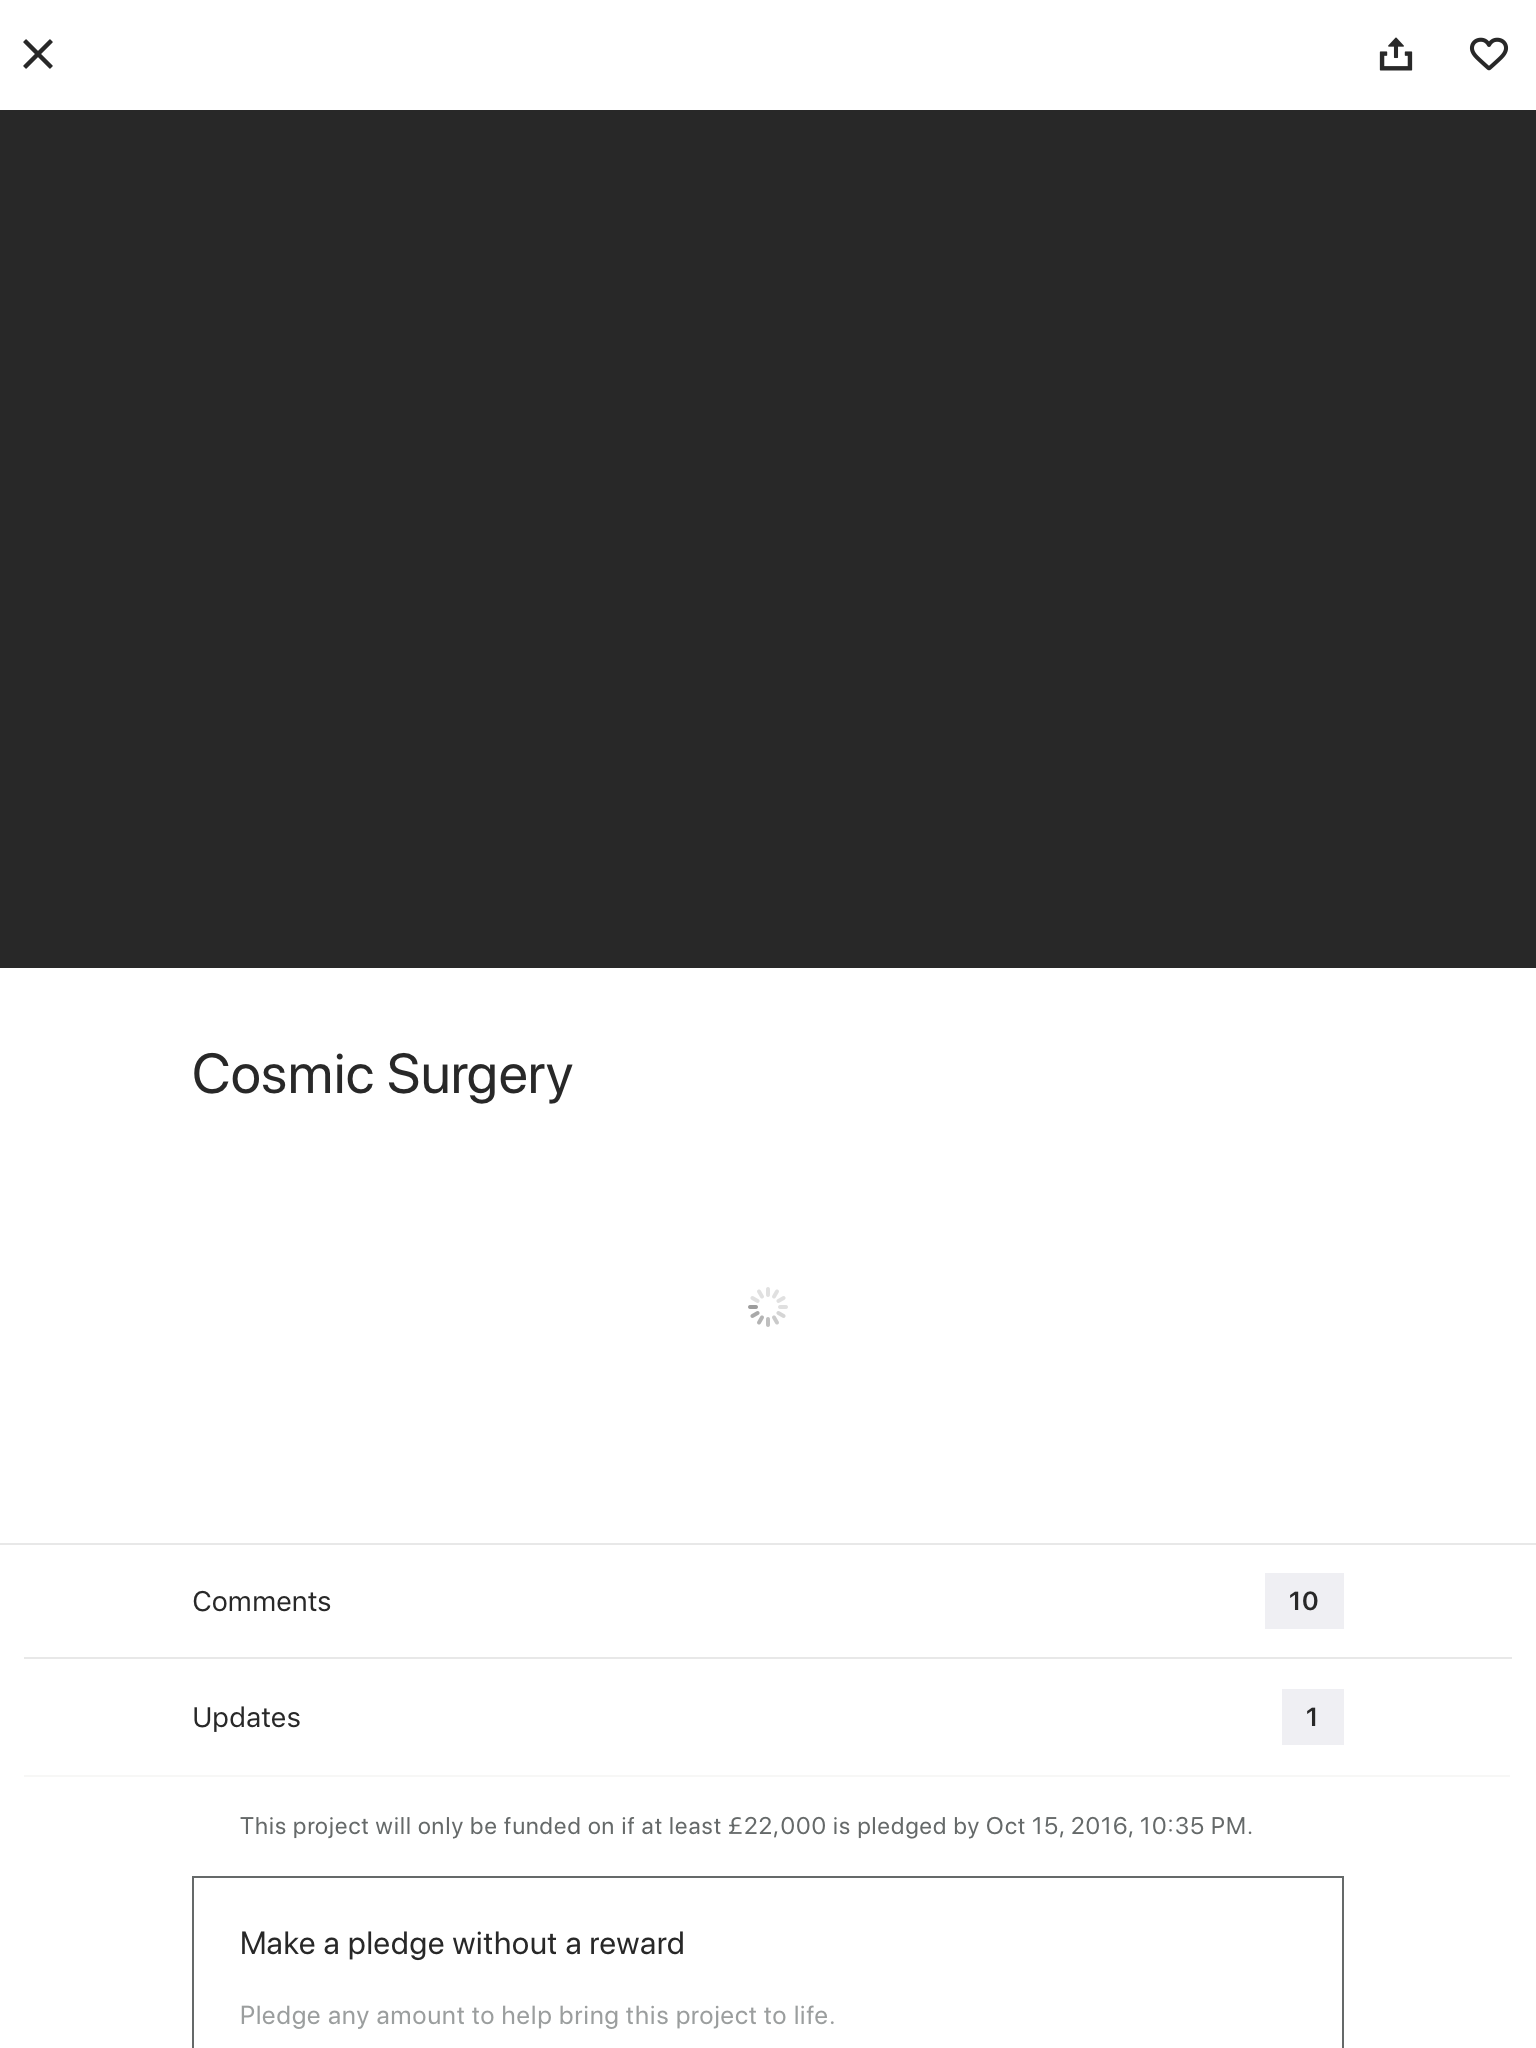 Cosmic Surgery
Comments
10
Updates
1
This project will only be funded on if at least £22,000 is pledged by Oct 15, 2016, 10:35 PM.
Make a pledge without a reward
Pledge any amount to help bring this project to life.